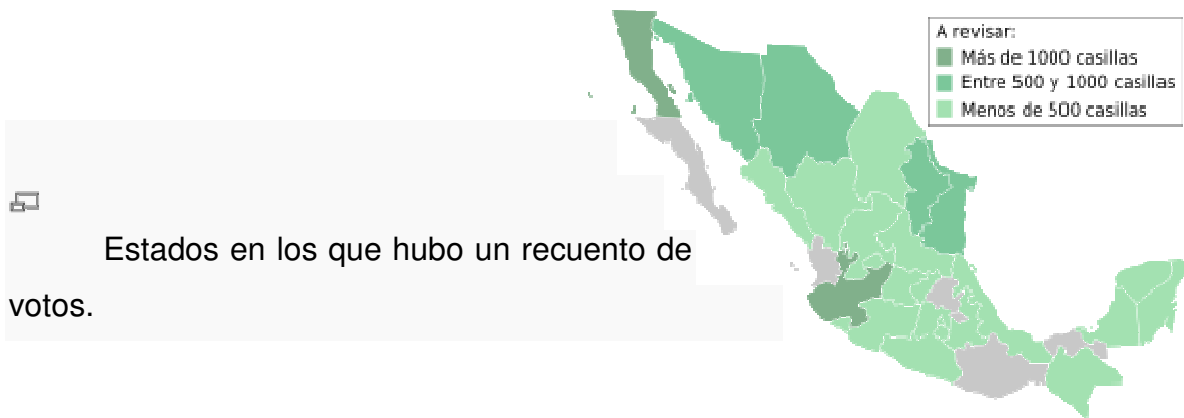 A revisar:
Más de 1000 casillas
Entre 500 y 1000 casillas
Menos de 500 casillas
Estados en los que hubo un recuento de
votos.